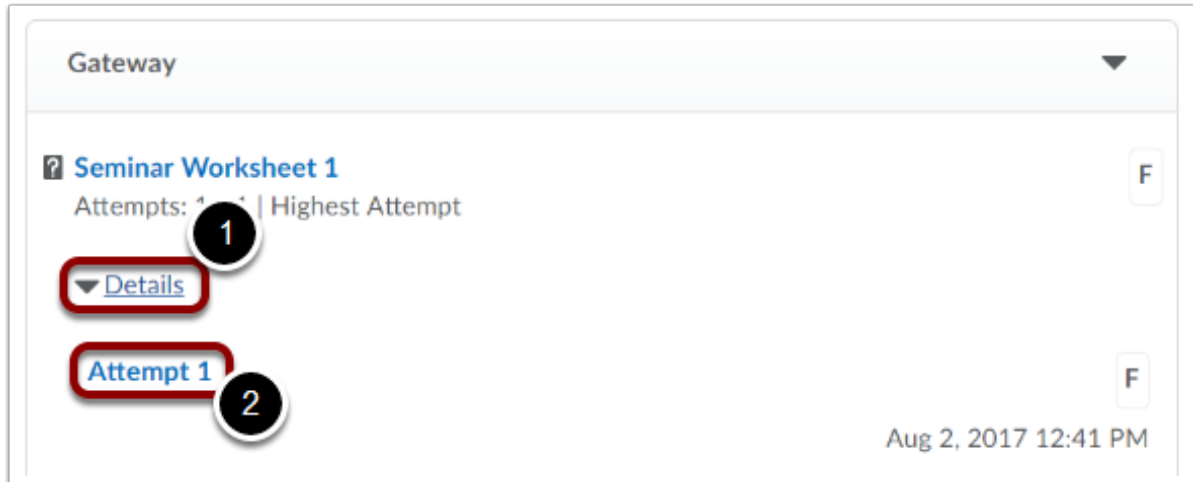 Gateway
Seminar Worksheet 1
F
Attempts: | Highest Attempt
1
Details
Attempt 1
F
2
Aug 2, 2017 12:41 PM